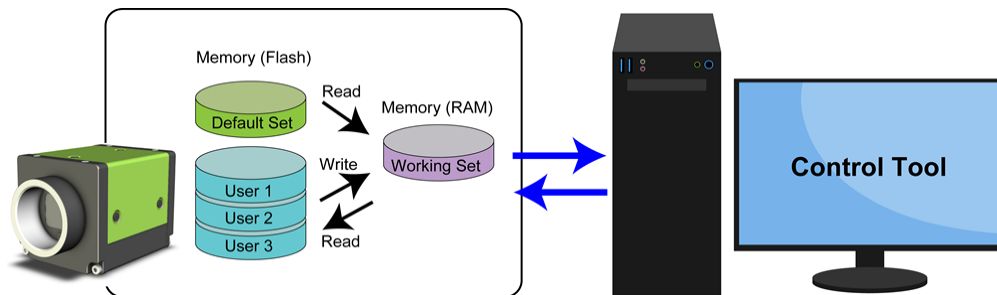 Memory (Flash)
Read
Default Set
Memory (RAM)
Working Set
Write
User 1
User 2
User 3
Read
Control Tool